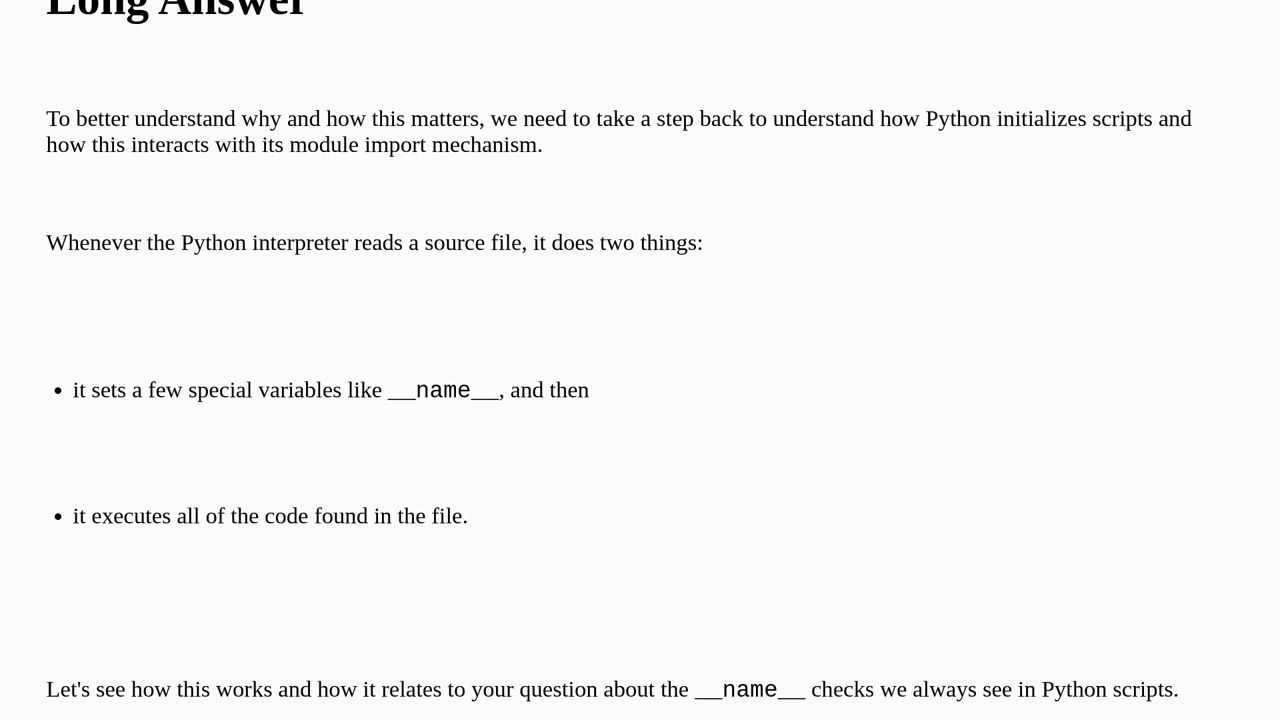 Long Answer
To better understand why and how this matters, we need to take a step back to understand how Python initializes scripts and
how this interacts with its module import mechanism.
Whenever the Python interpreter reads a source file, it does two things:
• it sets a few special variables like __name__, and then
• it executes all of the code found in the file.
Let's see how this works and how it relates to your question about the __name__ checks we always see in Python scripts.